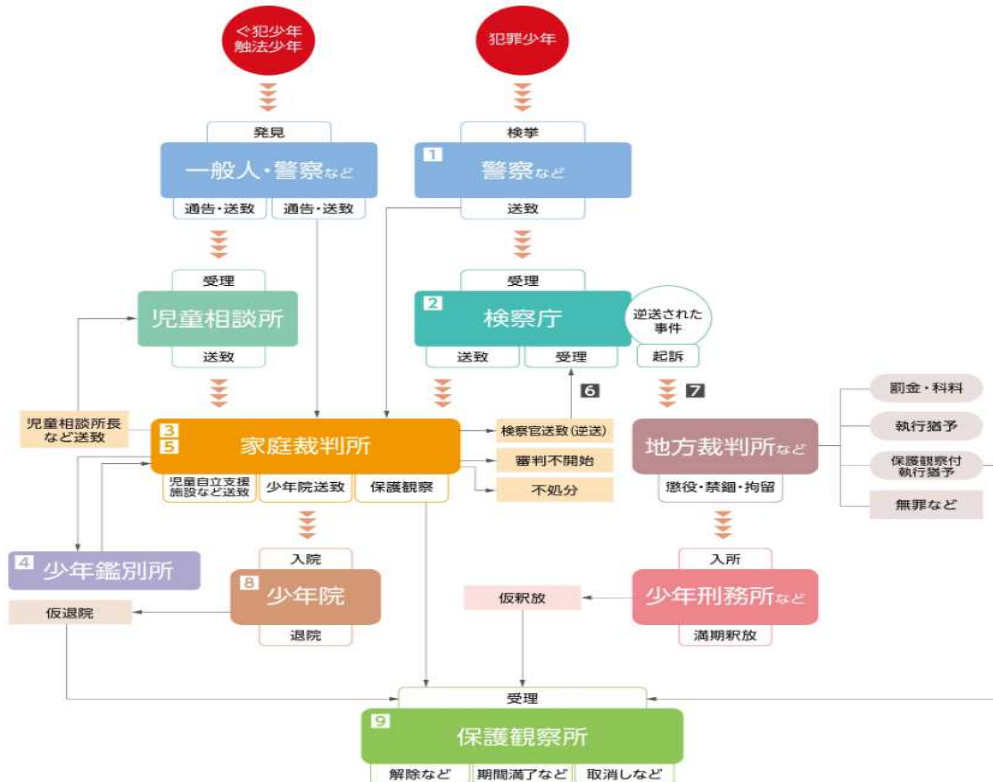 ぐ犯少年
触法少年
犯罪少年
発見
一般人・警察など
通告・送致
通告・送致
検挙
1
警察など
送致
受理
児童相談所
送致
受理
2
検察庁
送致
受理
逆送された
事件
起訴
6
7
児童相談所長
など送致
3
5
家庭裁判所
児童自立支援
施設など送致
少年院送致
保護観察
検察官送致(逆送)
審判不開始
不処分
地方裁判所など
懲役・禁錮・拘留
罰金・科料
執行猶予
保護観察付
執行猶予
無罪など
4
少年鑑別所
入院
8
少年院
退院
仮退院
入所
少年刑務所など
満期釈放
仮釈放
受理
9
保護観察所
解除など
期間満了など
取消しなど